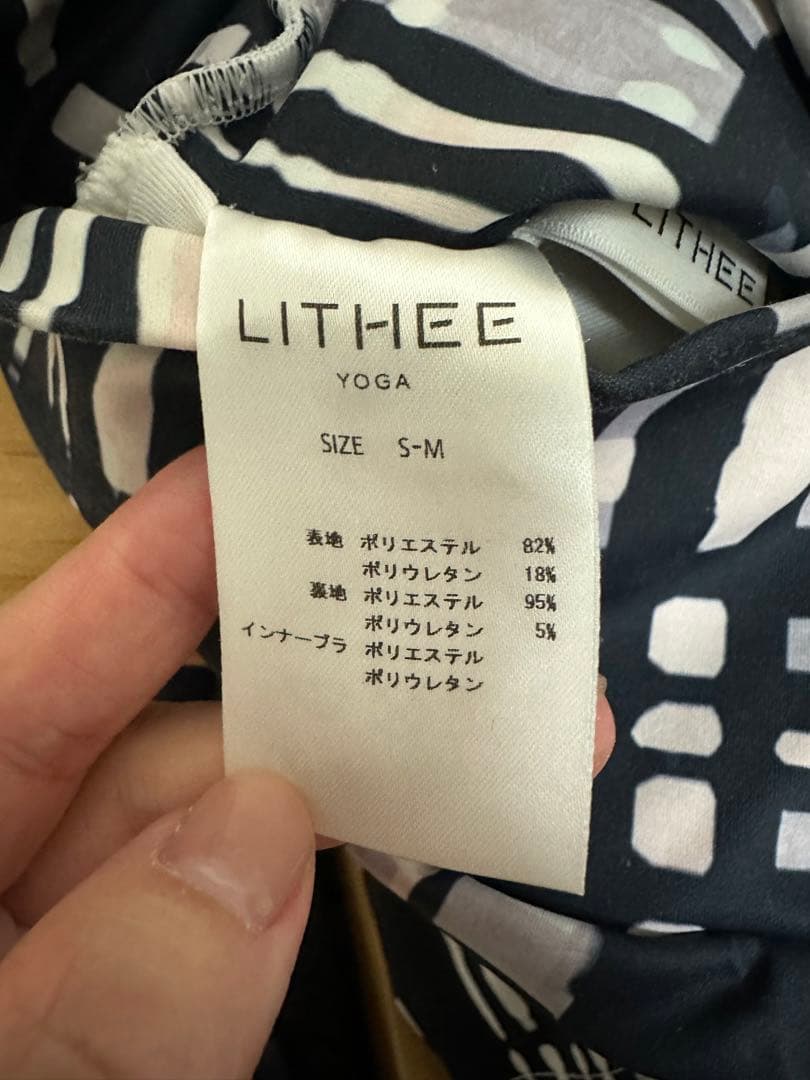 LITHEE
LITHEE
YOGA
SIZE S-M
表地 ポリエステル 82%
ポリウレタン 18%
裏地 ポリエステル 95%
ポリウレタン 5%
インナーブラ ポリエステル
ポリウレタン